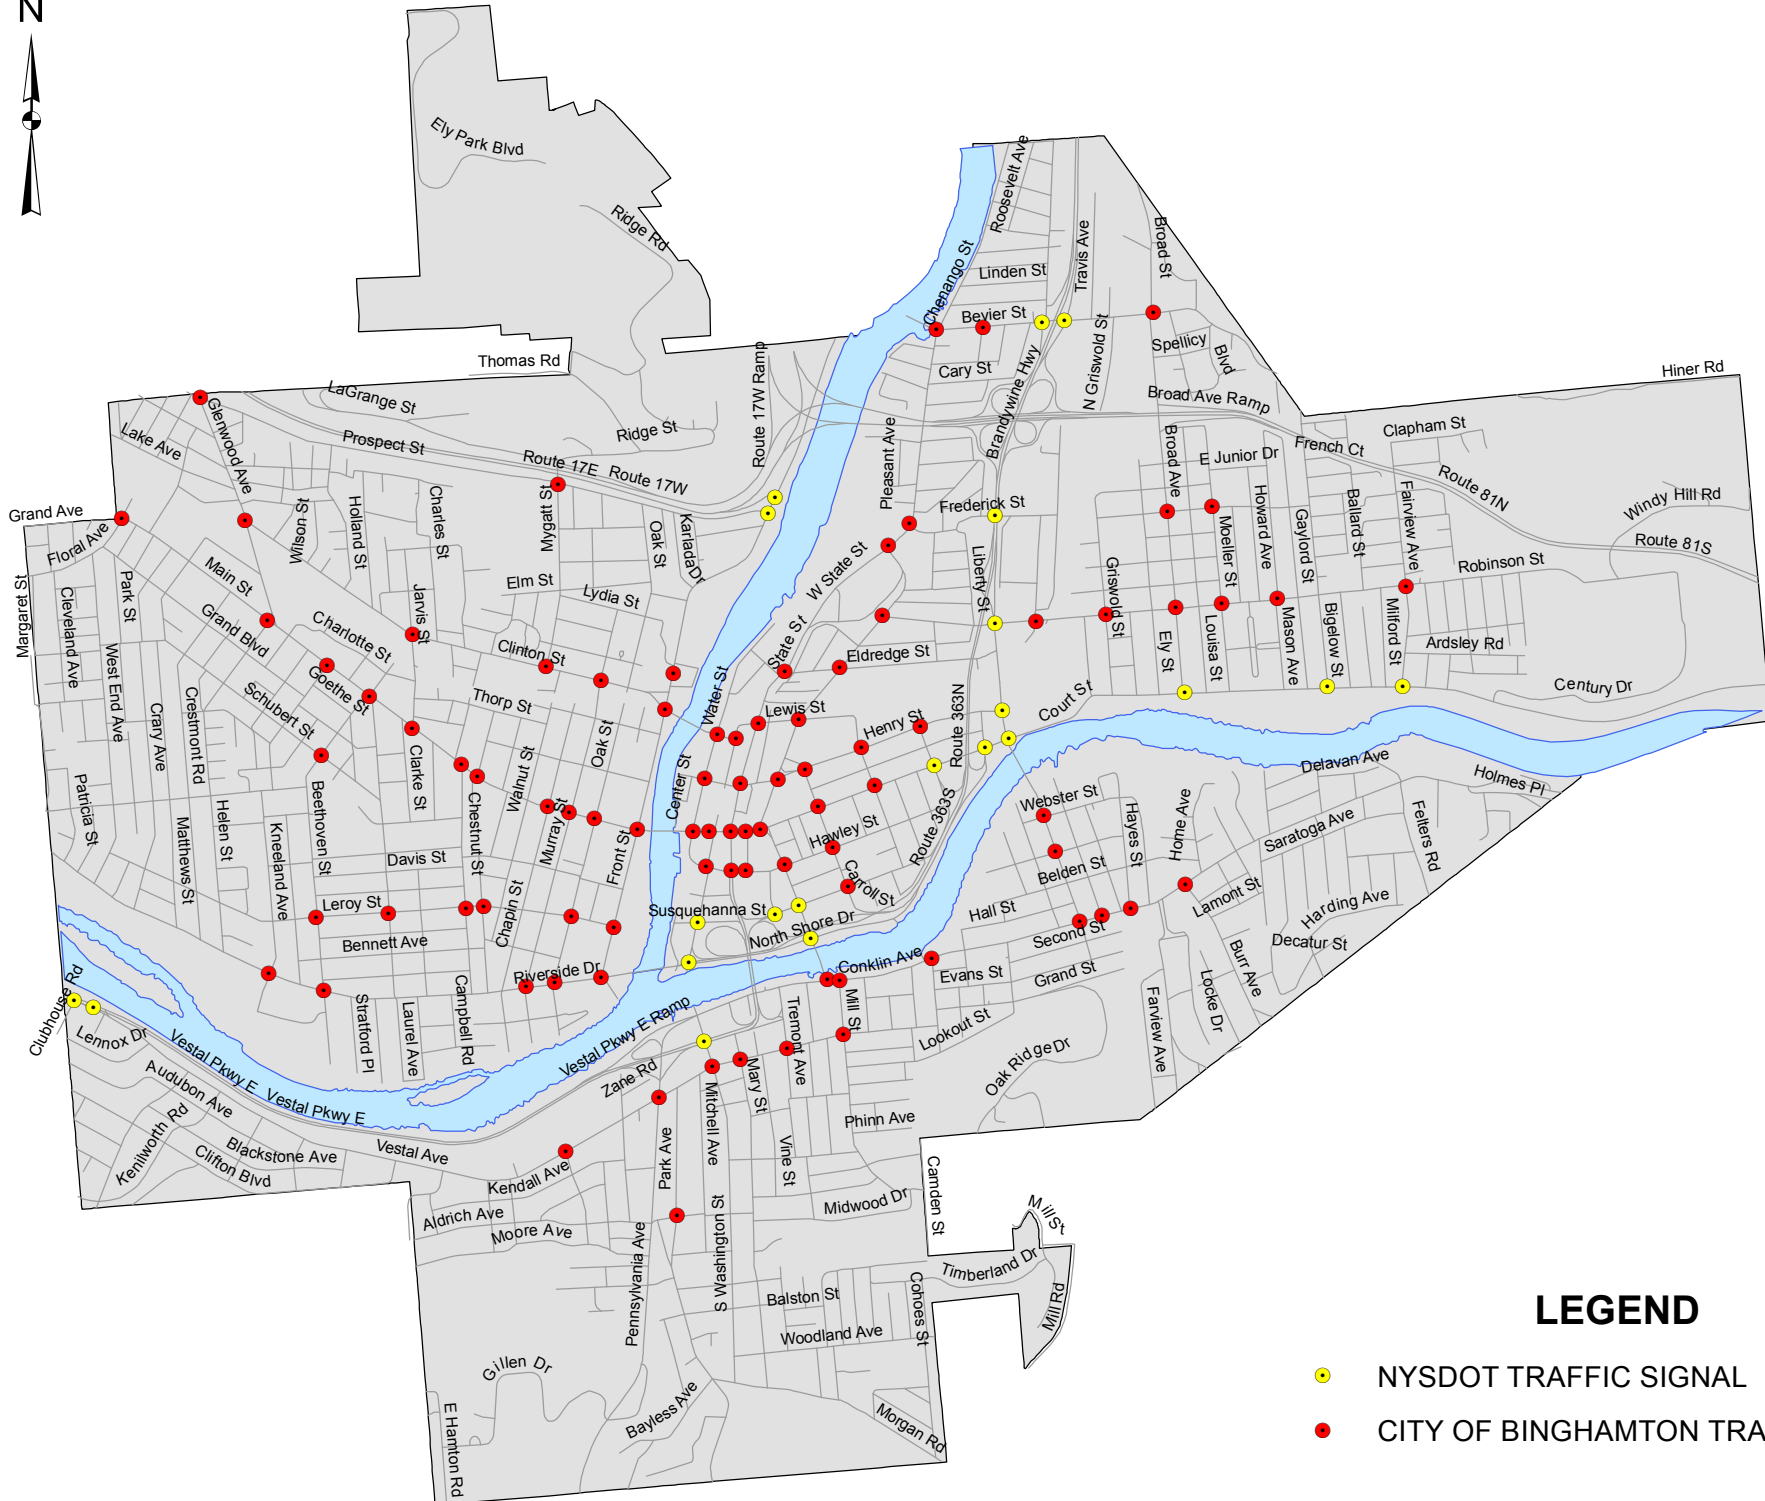 N
Ely Park Blvd
Ridge Rd
Roosevelt Ave
Chenango St
Linden St
Travis Ave
Broad St
Bevier St
Spellicy
Blvd
Cary St
N Griswold St
Brandywine Hwy
Broad Ave Ramp
Hiner Rd
Thomas Rd
LaGrange St
Route 17W Ramp
Ridge St
Prospect St
Route 17E
Route 17W
Glenwood Ave
Lake Ave
Pleasant Ave
Broad Ave
E Junior Dr
French Ct
Clapham St
Route 81N
Windy Hill Rd
Route 81S
Grand Ave
Floral Ave
Wilson St
Holland St
Charles St
Mygatt St
Oak St
Karlada Dr
Frederick St
Moeller St
Howard Ave
Gaylord St
Ballard St
Fairview Ave
Robinson St
Margaret St
Cleveland Ave
Park St
Main St
Jarvis St
Elm St
Lydia St
W State St
Liberty St
Griswold St
Grand Blvd
Charlotte St
Clinton St
State St
Eldredge St
Ely St
Louisa St
Mason Ave
Bigelow St
Milford St
Ardsley Rd
Century Dr
West End Ave
Crary Ave
Crestmont Rd
Schubert St
Goethe St
Thorp St
Water St
Lewis St
Henry St
Route 363N
Court St
Oak St
Delavan Ave
Holmes Pl
Patricia St
Matthews St
Helen St
Kneeland Ave
Beethoven St
Clarke St
Chestnut St
Walnut St
Murray St
Front St
Center St
Hawley St
Route 363S
Webster St
Hayes St
Home Ave
Saratoga Ave
Felters Rd
Davis St
Leroy St
Bennett Ave
Chapin St
Carroll St
Belden St
Lamont St
Harding Ave
Susquehanna St
North Shore Dr
Hall St
Second St
Decatur St
Burr Ave
Riverside Dr
Conklin Ave
Evans St
Grand St
Locke Dr
Farview Ave
Clubhouse Rd
Lennox Dr
Stratford Pl
Laurel Ave
Campbell Rd
Vestal Pkwy E Ramp
Tremont Ave
Mill St
Lookout St
Oak Ridge Dr
Vestal Pkwy E
Vestal Pkwy E
Audubon Ave
Zane Rd
Mitchell Ave
Mary St
Vine St
Phinn Ave
Kenilworth Rd
Blackstone Ave
Clifton Blvd
Vestal Ave
Kendall Ave
Park Ave
Midwood Dr
Camden St
Mill St
Aldrich Ave
Moore Ave
S Washington St
Pennsylvania Ave
Timberland Dr
Mill Rd
Balston St
Cohoes St
Woodland Ave
Gillen Dr
Bayless Ave
Morgan Rd
E Hamton Rd
LEGEND
NYSDOT TRAFFIC SIGNAL
CITY OF BINGHAMTON TRA